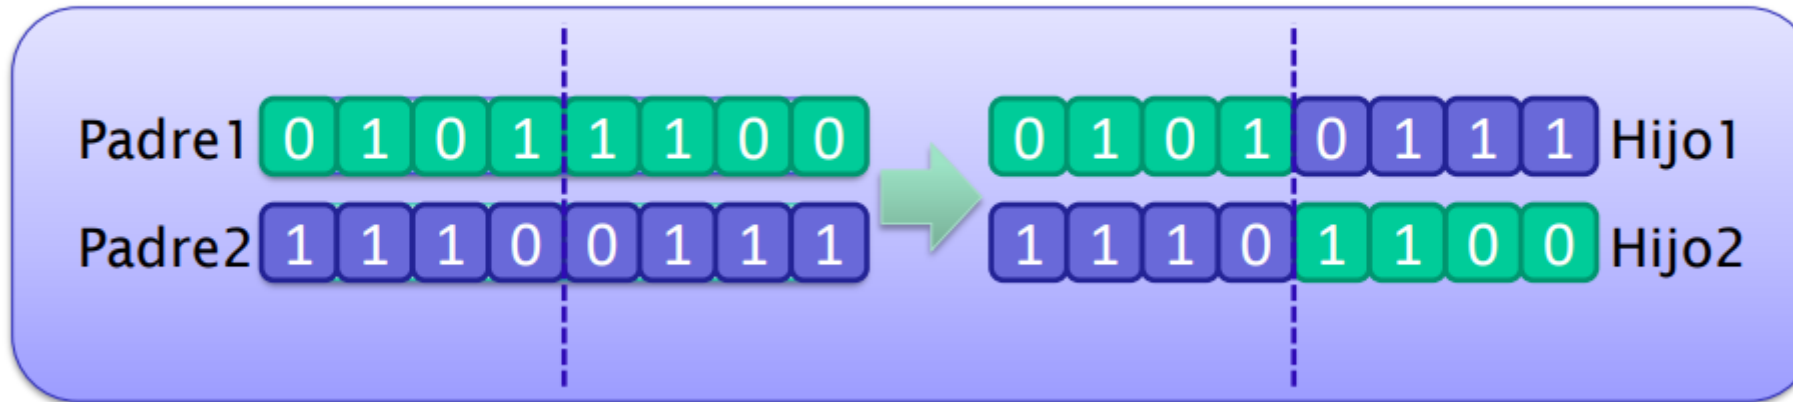 Padre1 0 1 0 1 1 1 0 0 0 1 0 1 0 1 1 1 Hijo1
Padre2 1 1 1 0 0 1 1 1 1 1 1 0 1 1 0 0 Hijo2